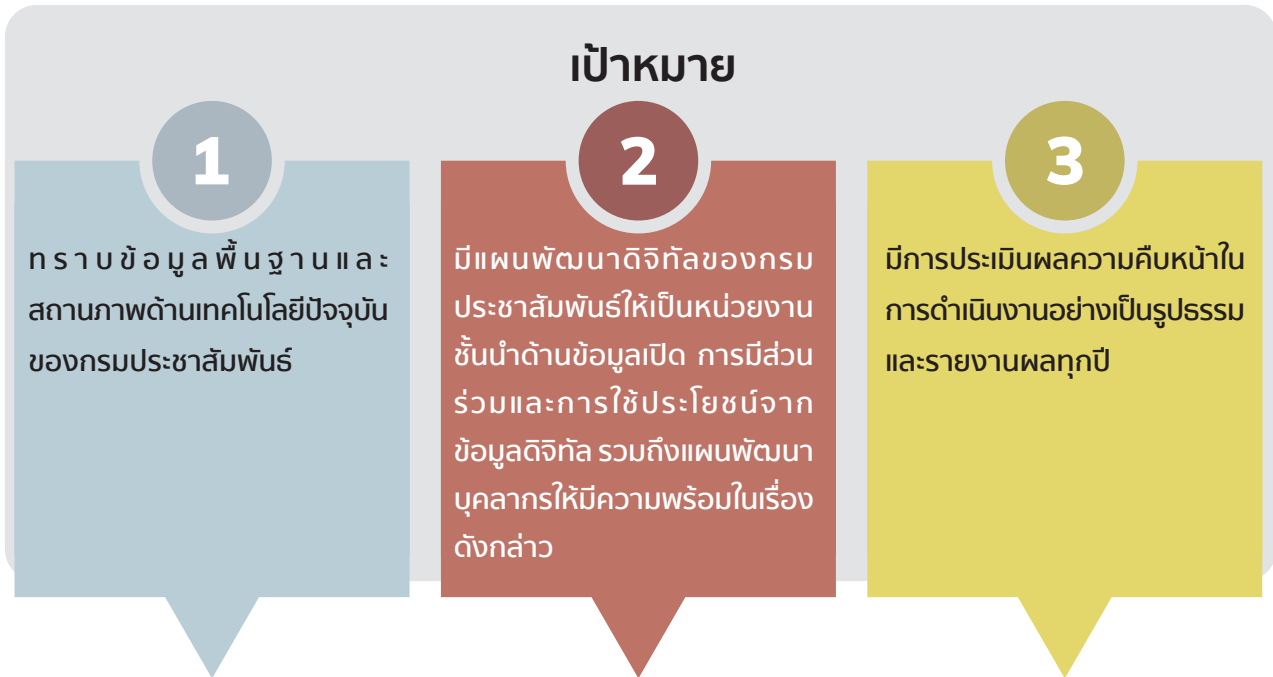 เป้าหมาย
1
ทราบข้อมูลพื้นฐานและ
สถานภาพด้านเทคโนโลยีปัจจุบัน
ของกรมประชาสัมพันธ์
2
มีแผนพัฒนาดิจิทัลของกรม
ประชาสัมพันธ์ให้เป็นหน่วยงาน
ชั้นนำด้านข้อมูลเปิด การมีส่วน
ร่วมและการใช้ประโยชน์จาก
ข้อมูลดิจิทัล รวมถึงแผนพัฒนา
บุคลากรให้มีความพร้อมในเรื่อง
ดังกล่าว
3
มีการประเมินผลความคืบหน้าใน
การดำเนินงานอย่างเป็นรูปธรรม
และรายงานผลทุกปี